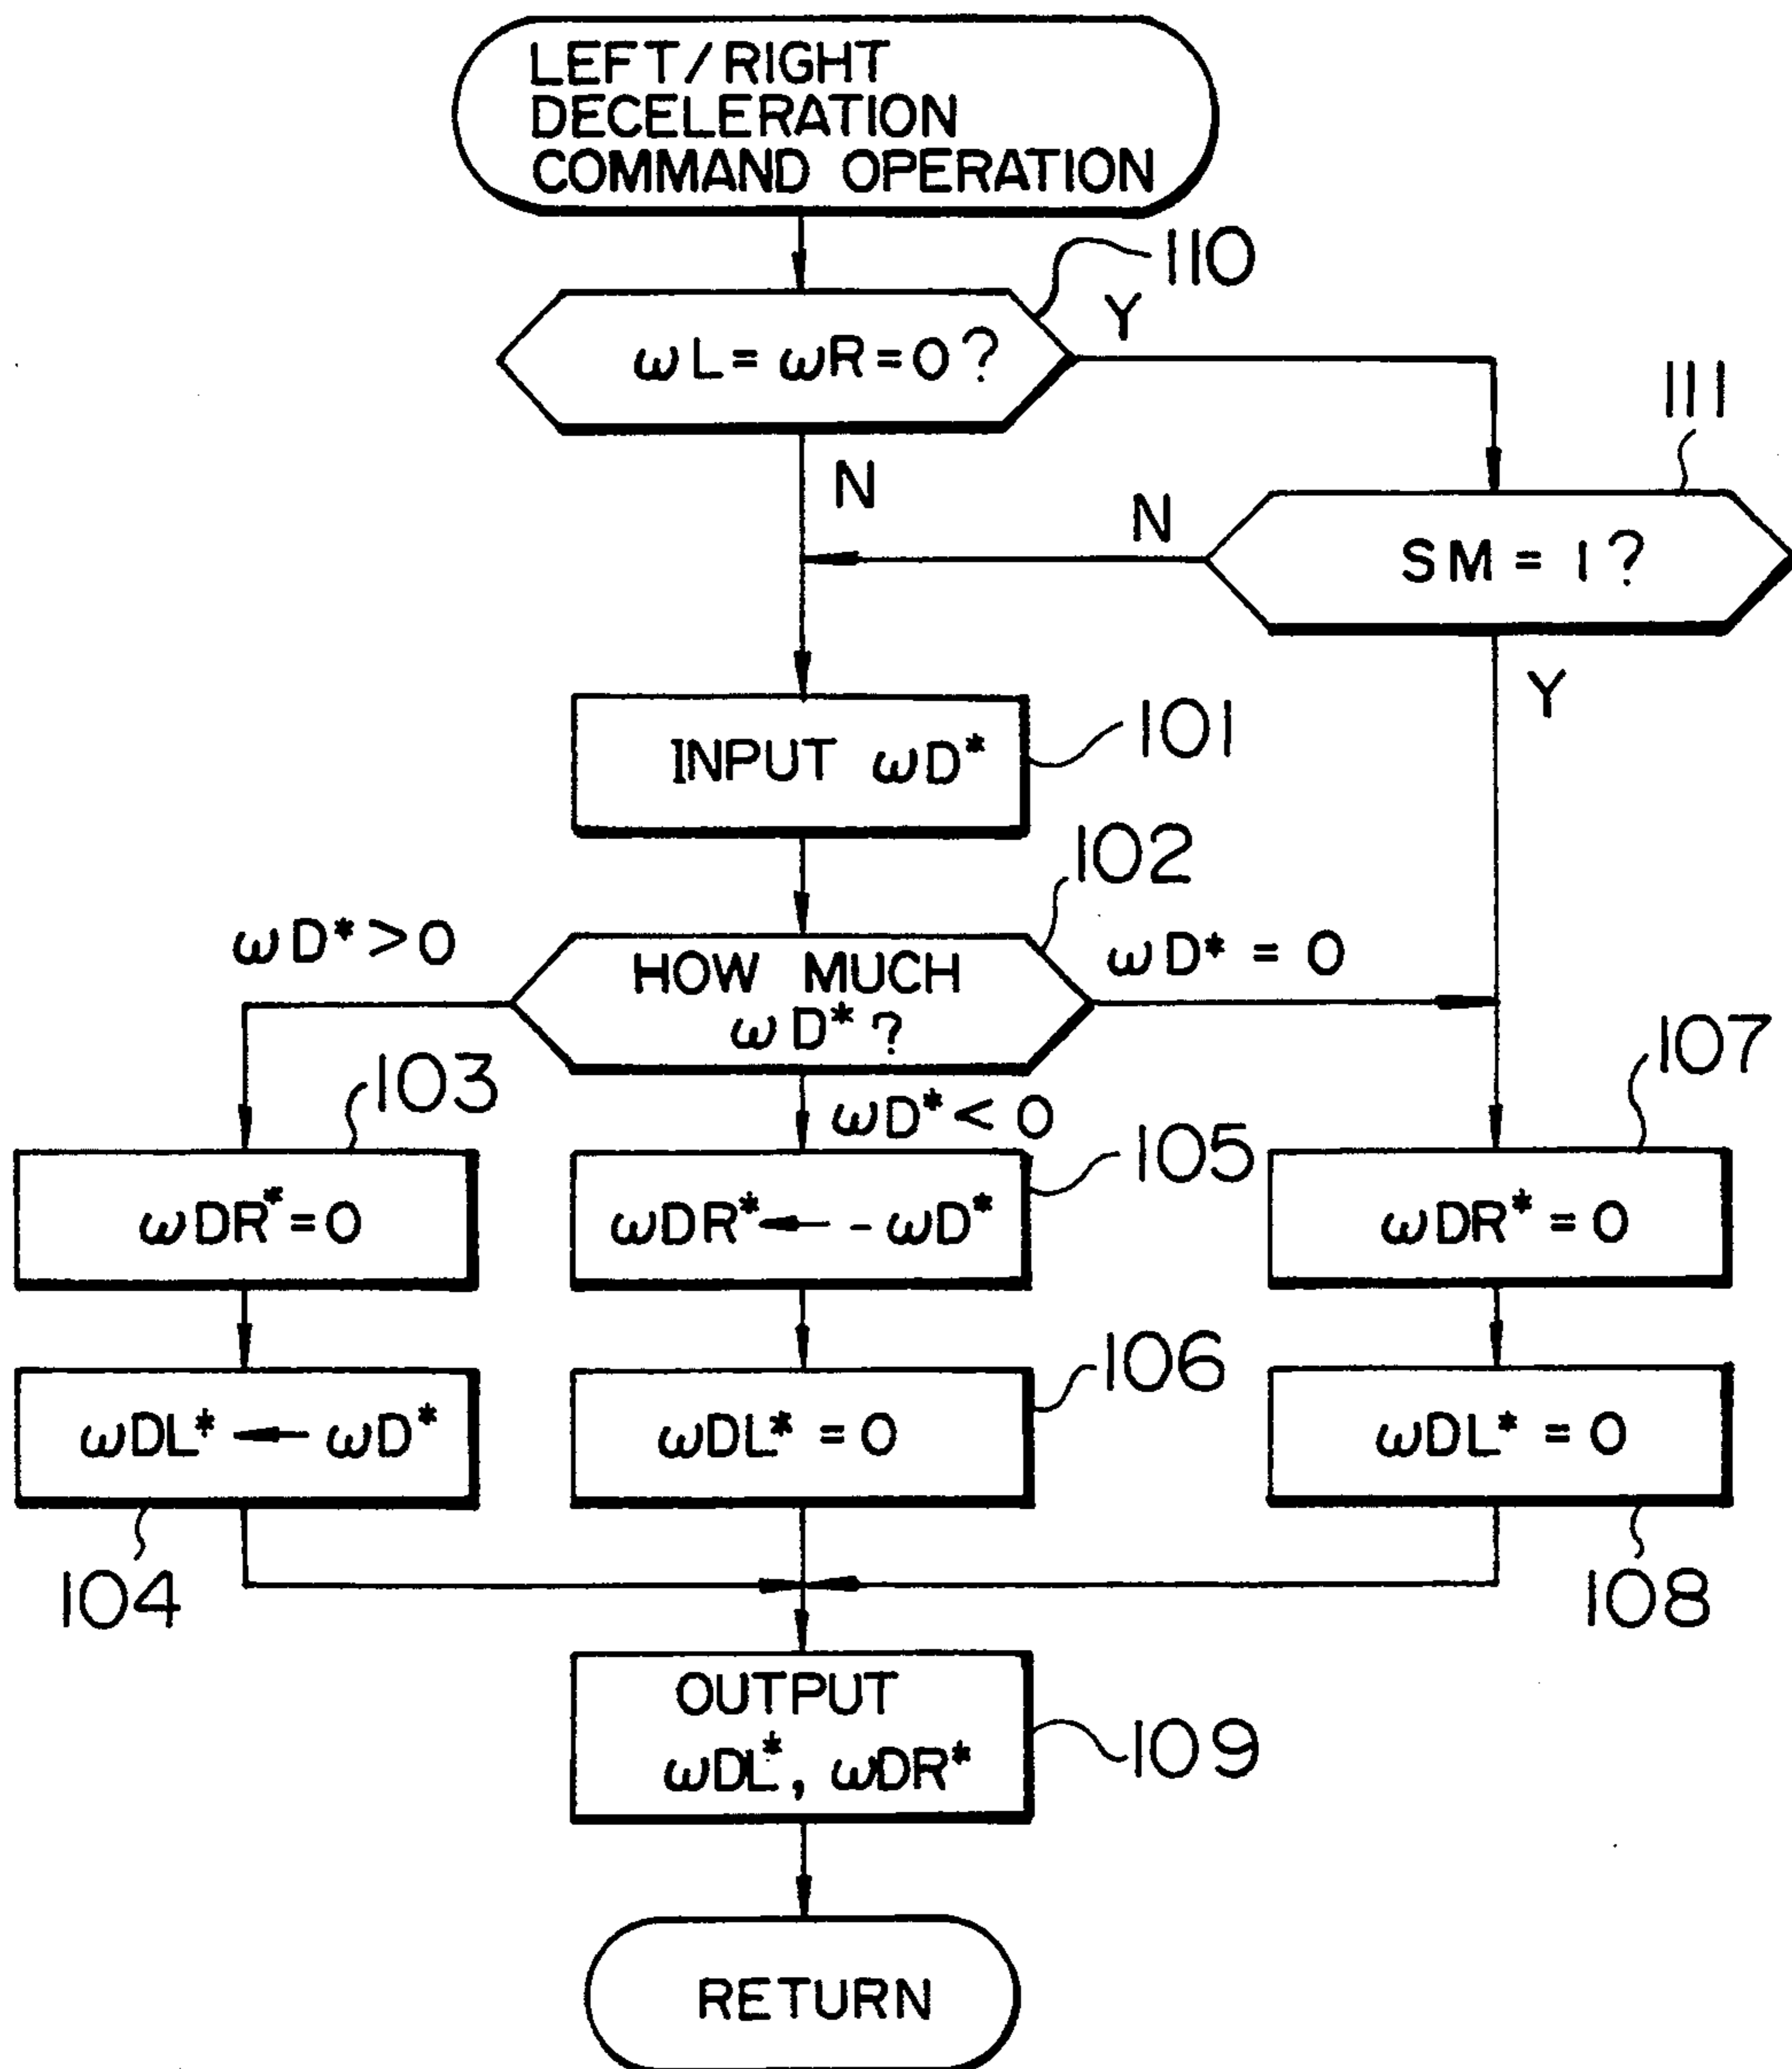 LEFT/RIGHT
DECELERATION
COMMAND OPERATION
110
ωL=ωR=0?
Y
111
N
N
SM=1?
Y
INPUT ωD*
101
102
ωD*>0
HOW MUCH
ωD*?
ωD*=0
103
ωD*<0
105
107
ωDR*=0
ωDR*←-ωD*
ωDR*=0
106
ωDL*←ωD*
ωDL*=0
ωDL*=0
104
108
OUTPUT
ωDL*, ωDR*
109
RETURN